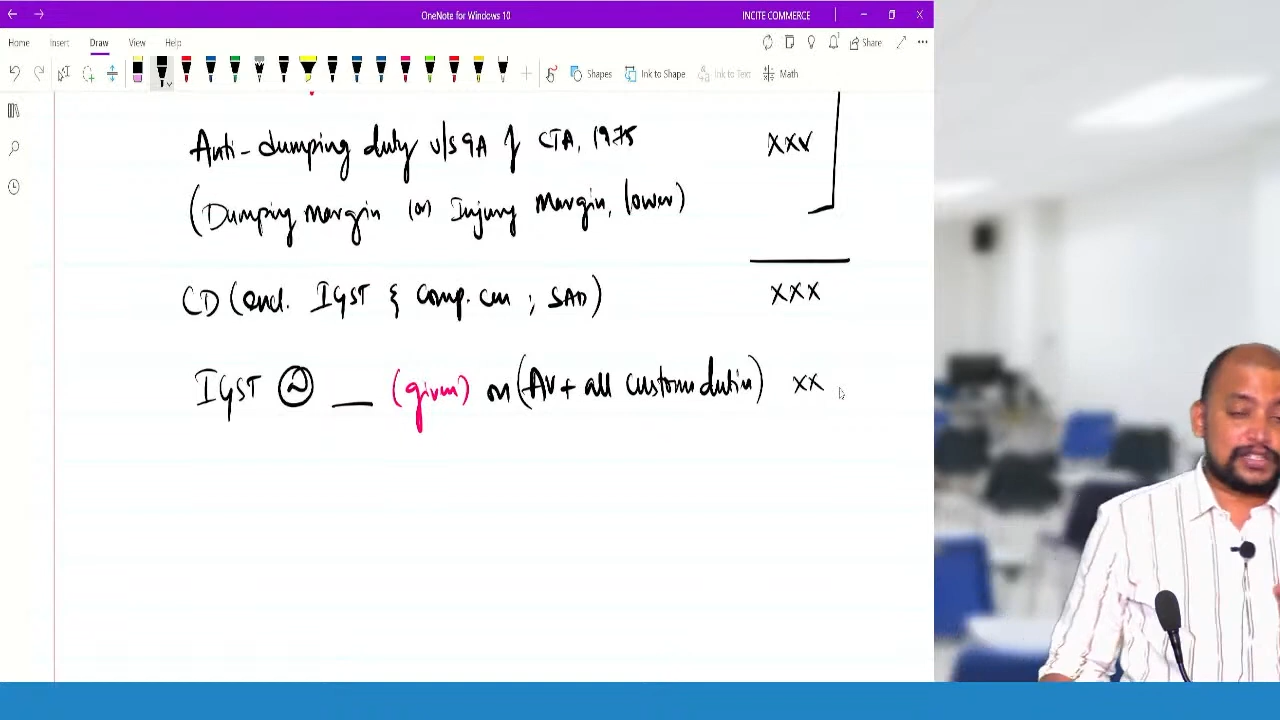 OneNote for Windows 10
INCITE COMMERCE
Home Insert Draw View Help
Share
Shapes Ink to Shape Ink to Text Math
Anti-dumping duty u/s 9A of CTA, 1975 XXX
(Dumping Margin (or) Injury Margin, lower)
CD (excl. IGST & Comp. Cess ; SAD) XXX
IGST @ __ (given) on (AV + all custom duties) XX